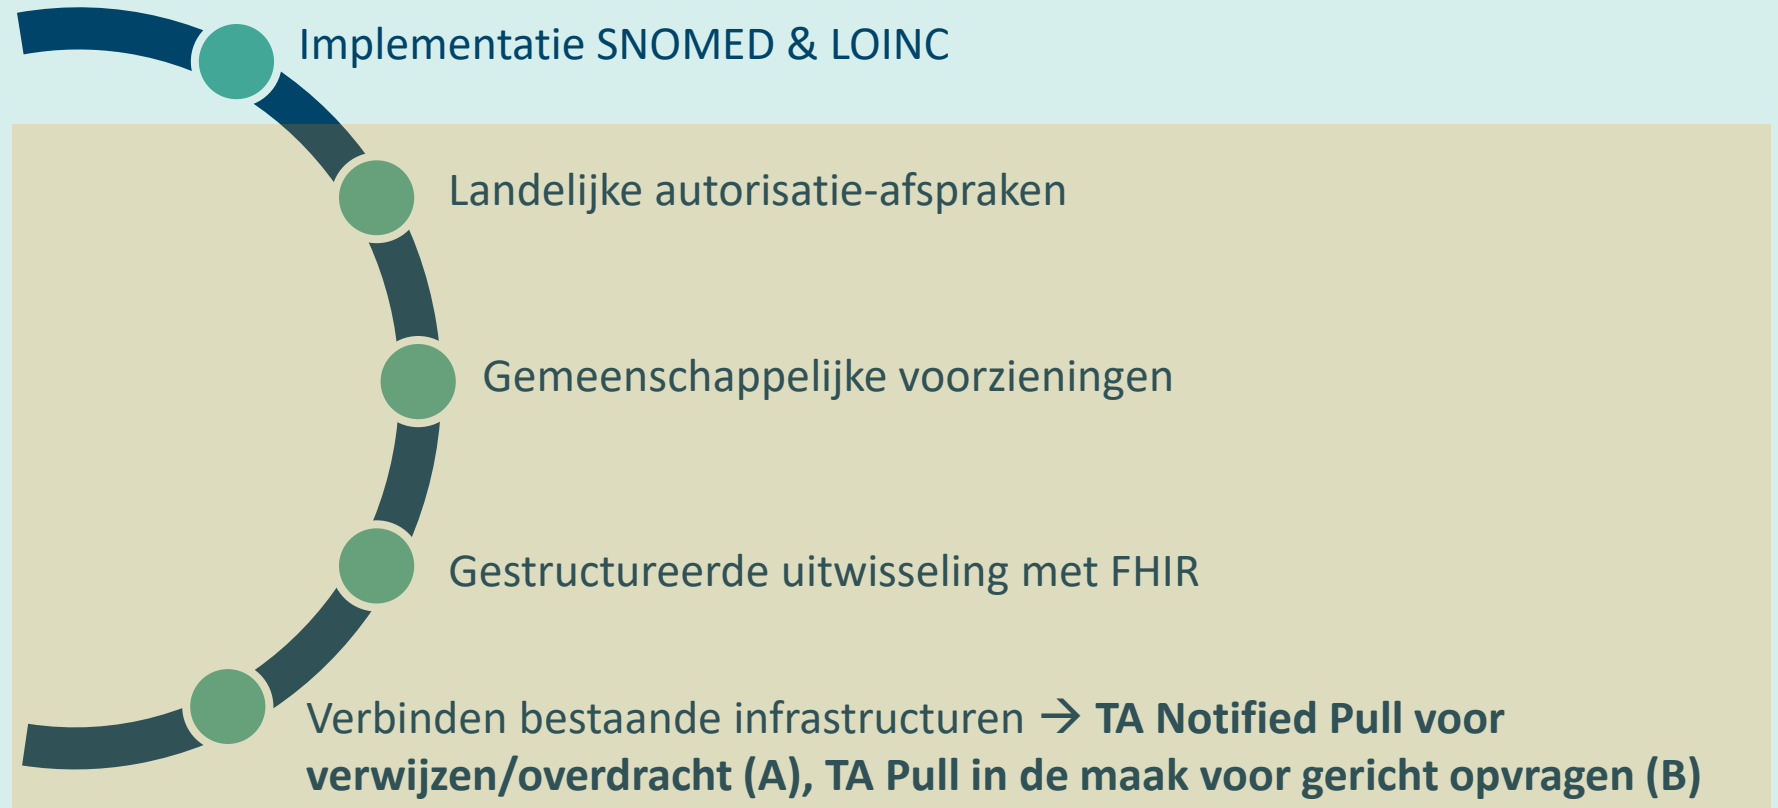 Implementatie SNOMED & LOINC
Landelijke autorisatie-afspraken
Gemeenschappelijke voorzieningen
Gestructureerde uitwisseling met FHIR
Verbinden bestaande infrastructuren → TA Notified Pull voor
verwijzen/overdracht (A), TA Pull in de maak voor gericht opvragen (B)